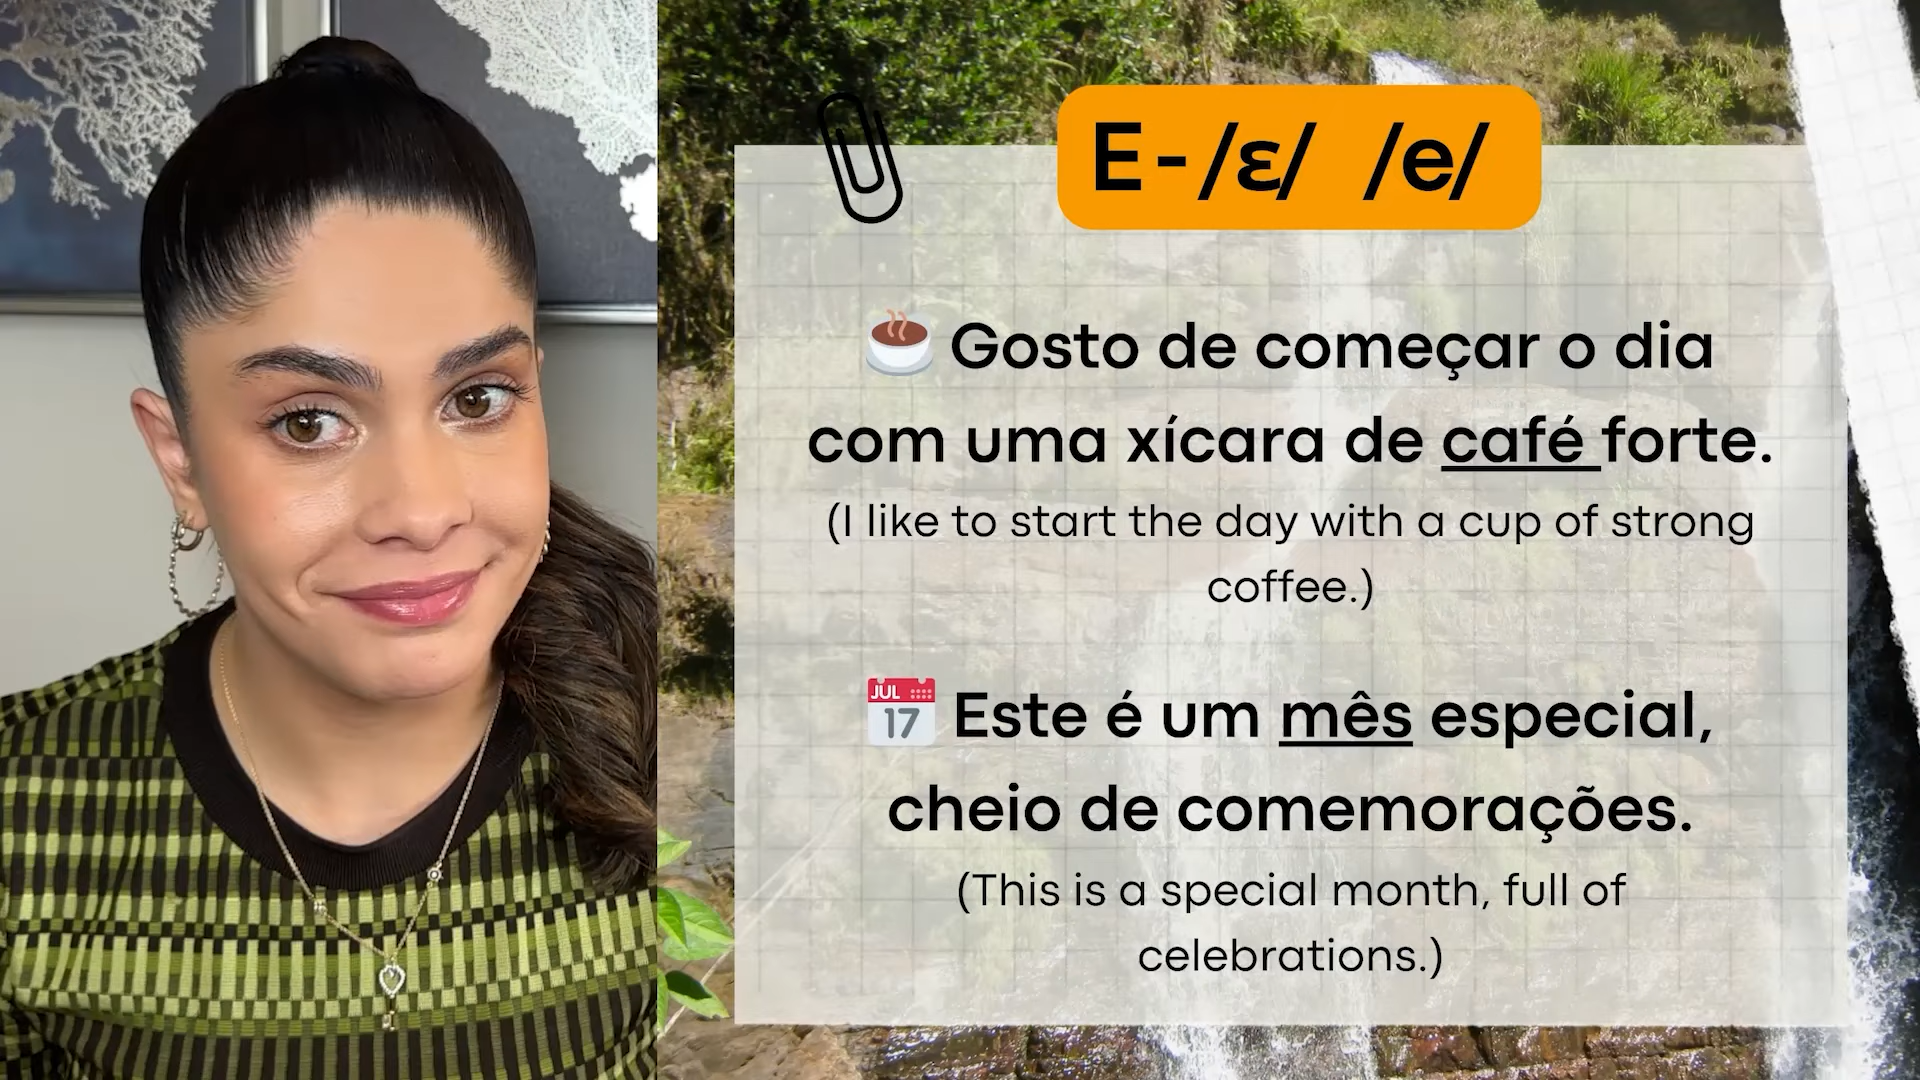 E - /ɛ/ /e/
Gosto de começar o dia
com uma xícara de café forte.
(I like to start the day with a cup of strong
coffee.)
JUL
17
Este é um mês especial,
cheio de comemorações.
(This is a special month, full of
celebrations.)